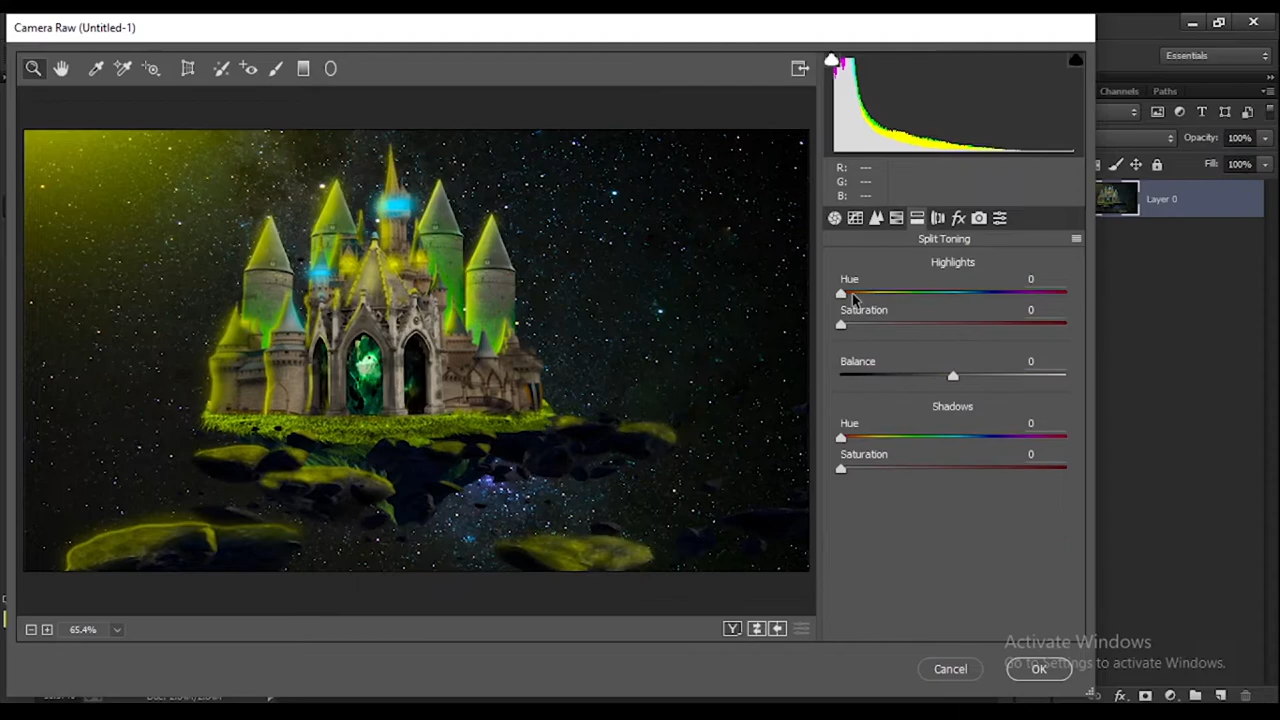 Camera Raw (Untitled-1)
Essentials
Channels Paths
Opacity: 100%
Fill: 100%
Layer 0
R: ---
G: ---
B: ---
Split Toning
Highlights
Hue 0
Saturation 0
Balance 0
Shadows
Hue 0
Saturation 0
65.4%
Y
Activate Windows
Go to Settings to activate Windows.
Cancel OK
fx